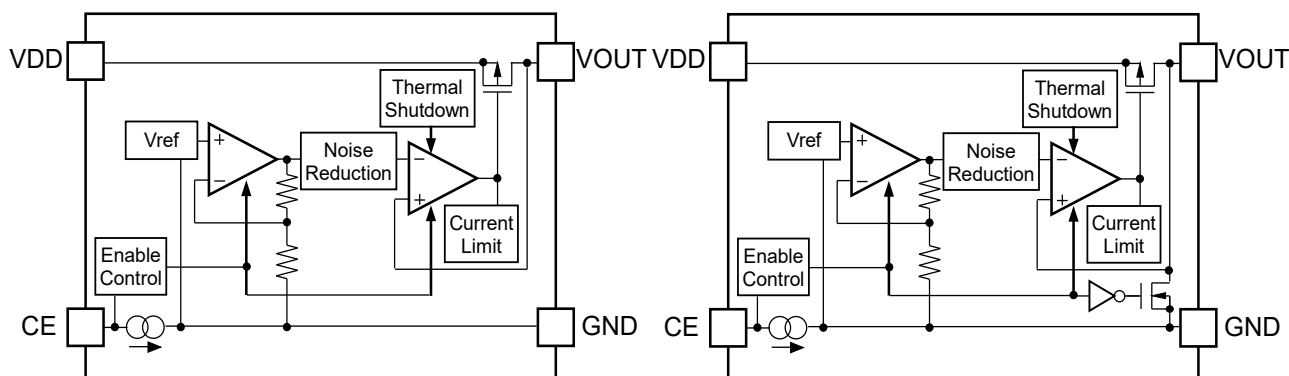 VDD
VOUT
Thermal
Shutdown
Vref
+
−
Noise
Reduction
−
+
Current
Limit
Enable
Control
CE
GND
VDD
VOUT
Thermal
Shutdown
Vref
+
−
Noise
Reduction
−
+
Current
Limit
Enable
Control
CE
GND